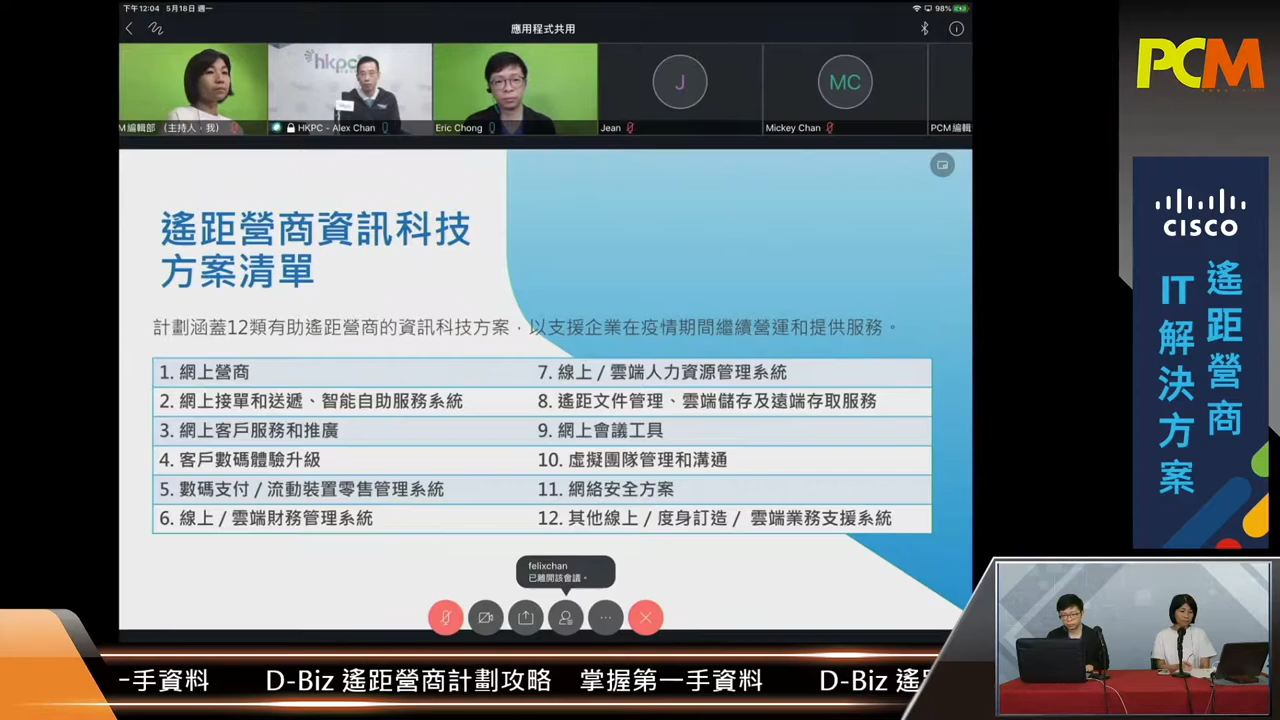 下午12:04 5月18日 週一
98%
應用程式共用
hkpc
M編輯部 (主持人，我)
HKPC - Alex Chan
Eric Chong
J
Jean
MC
Mickey Chan
PCM編輯
遙距營商資訊科技
方案清單
計劃涵蓋12類有助遙距營商的資訊科技方案，以支援企業在疫情期間繼續營運和提供服務。
1. 網上營商
7. 線上 / 雲端人力資源管理系統
2. 網上接單和送遞、智能自助服務系統
8. 遙距文件管理、雲端儲存及遠端存取服務
3. 網上客戶服務和推廣
9. 網上會議工具
4. 客戶數碼體驗升級
10. 虛擬團隊管理和溝通
5. 數碼支付 / 流動裝置零售管理系統
11. 網絡安全方案
6. 線上 / 雲端財務管理系統
12. 其他線上 / 度身訂造 / 雲端業務支援系統
felixchan
已離開該會議。
PCM
CISCO
遙距營商
IT解決方案
一手資料 D-Biz 遙距營商計劃攻略 掌握第一手資料 D-Biz 遙